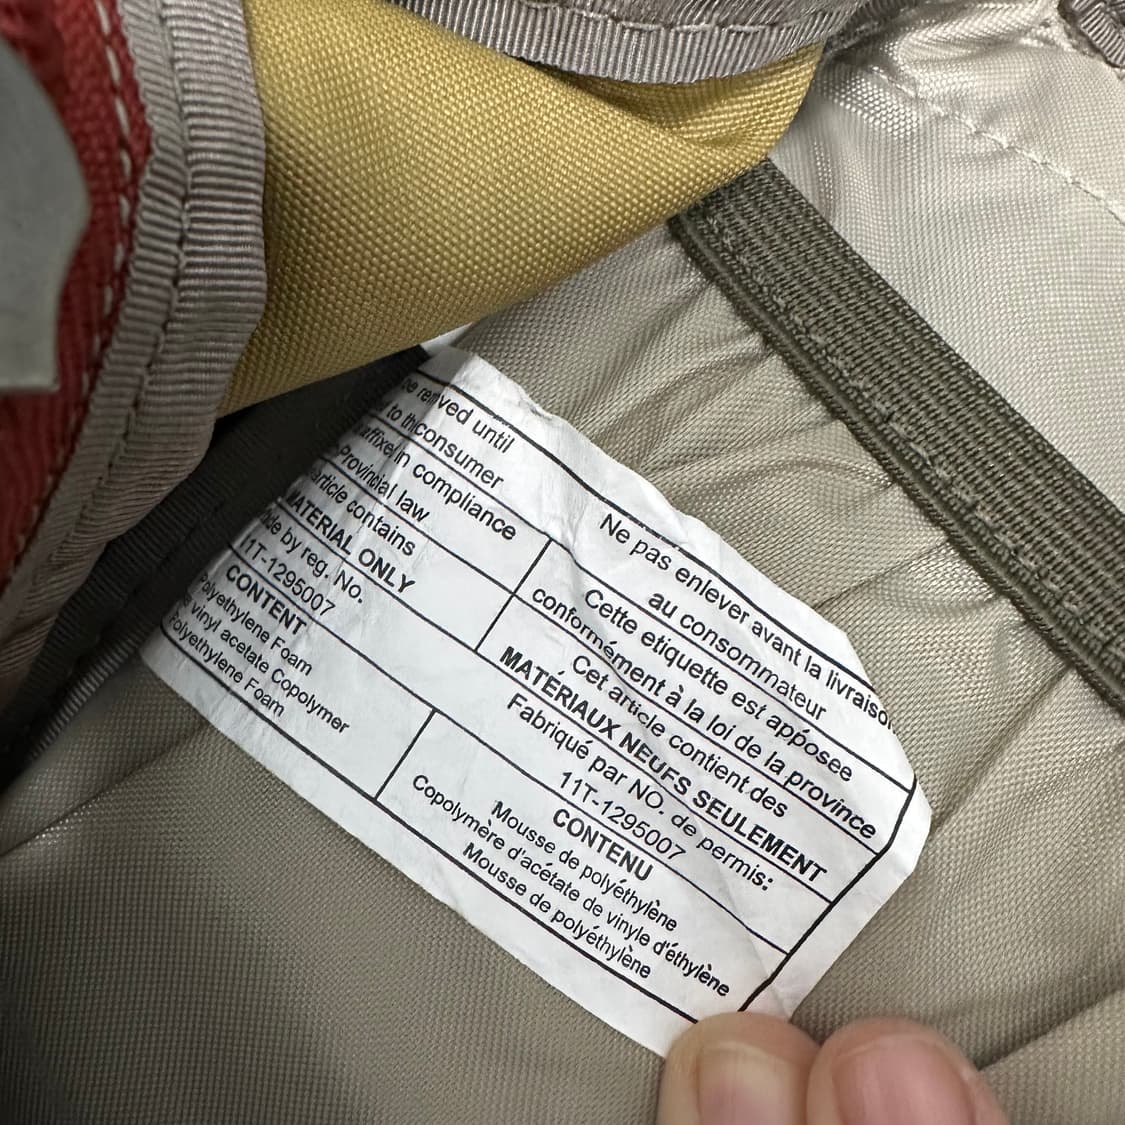 be removed until
to the consumer
affixed in compliance
Provincial law
article contains
MATERIAL ONLY
by reg. No.
11T-1295007
CONTENT
Polyethylene Foam
vinyl acetate Copolymer
Polyethylene Foam
Ne pas enlever avant la livraison
au consommateur
Cette etiquette est apposee
conformément à la loi de la province
Cet article contient des
MATÉRIAUX NEUFS SEULEMENT
Fabriqué par NO. de permis:
11T-1295007
CONTENU
Mousse de polyéthylène
Copolymère d'acétate de vinyle d'éthylène
Mousse de polyéthylène